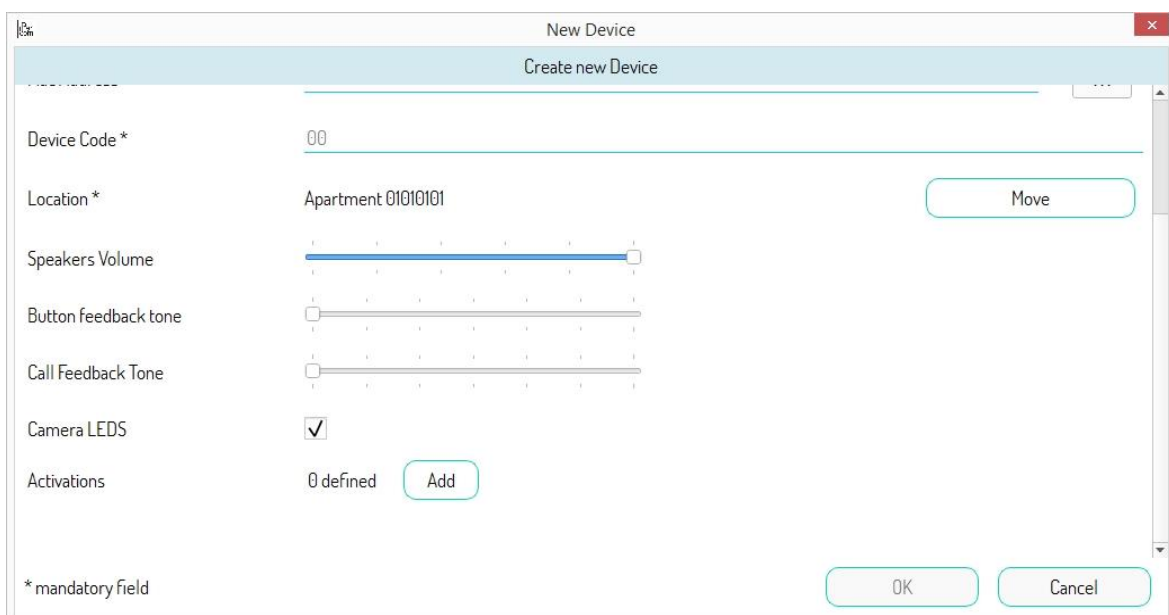 New Device
Create new Device
Device Code *
00
Location *
Apartment 01010101
Move
Speakers Volume
Button feedback tone
Call Feedback Tone
Camera LEDS
Activations
0 defined
Add
* mandatory field
OK
Cancel